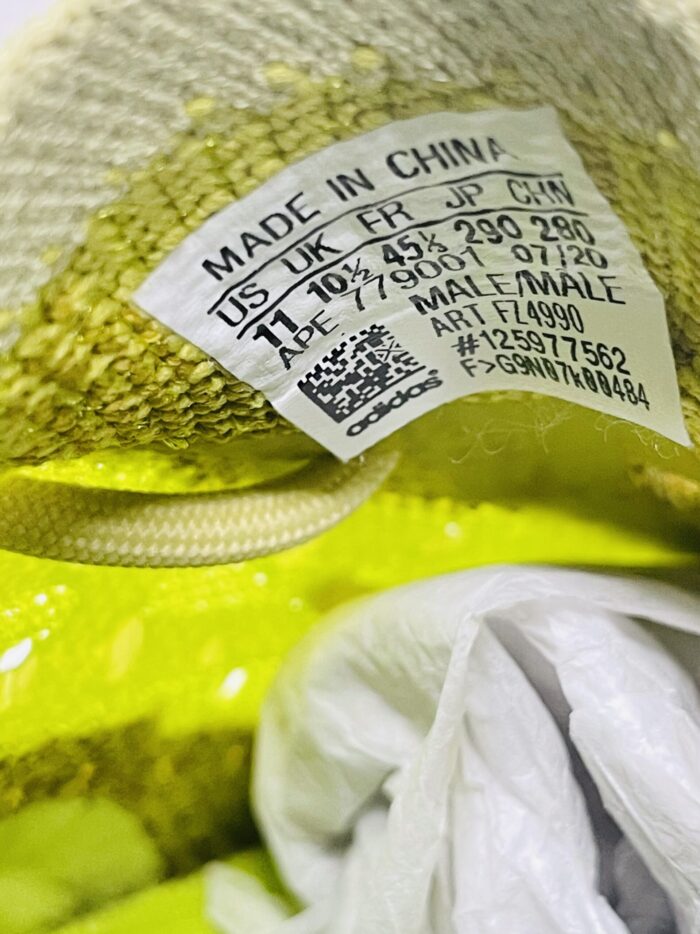 MADE IN CHINA
US UK FR JP CHN
11 10½ 45⅓ 290 280
APE 779001 07/20
MALE/MÂLE
ART FZ4990
#125977562
F>G9N07K00484
adidas